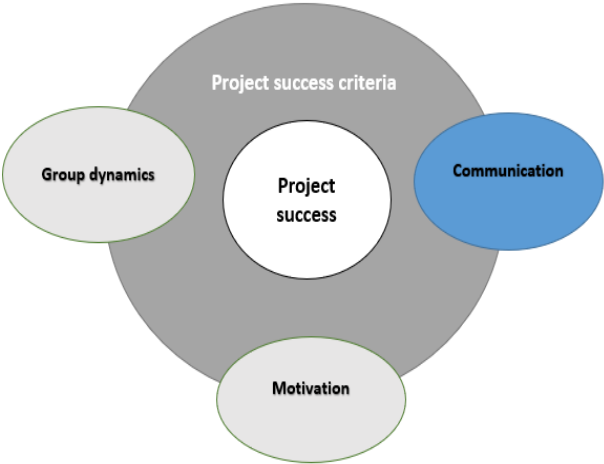 Project success criteria
Group dynamics
Communication
Project
success
Motivation